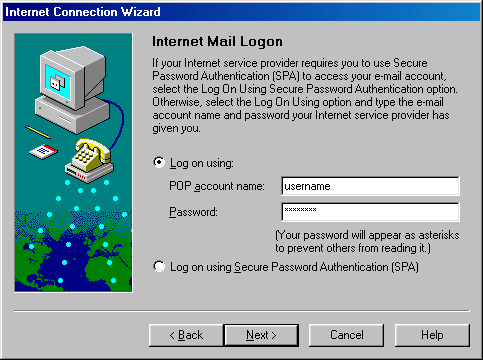 Internet Connection Wizard
Internet Mail Logon
If your Internet service provider requires you to use Secure
Password Authentication (SPA) to access your e-mail account,
select the Log On Using Secure Password Authentication option.
Otherwise, select the Log On Using option and type the e-mail
account name and password your Internet service provider has
given you.
Log on using:
POP account name: username
Password: ********
(Your password will appear as asterisks
to prevent others from reading it.)
Log on using Secure Password Authentication (SPA)
< Back Next > Cancel Help